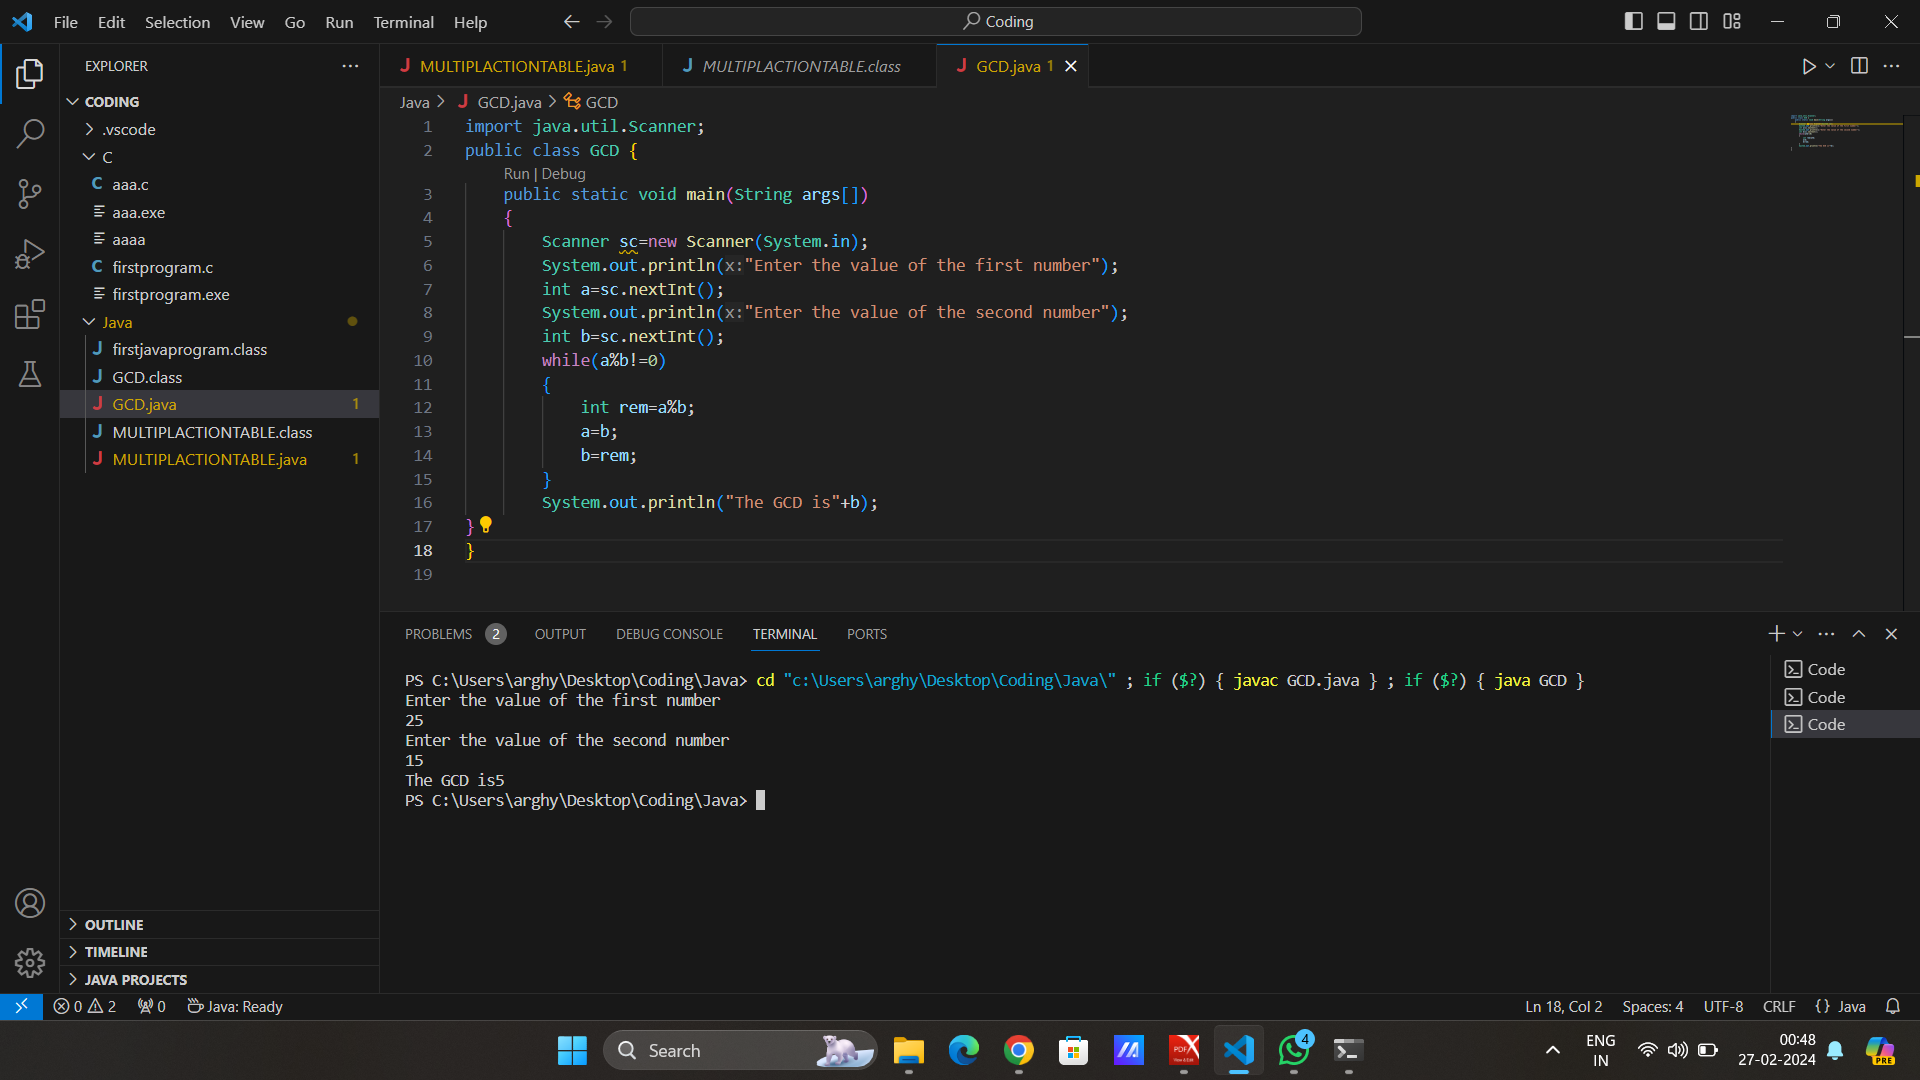 File Edit Selection View Go Run Terminal Help
Coding
EXPLORER
CODING
.vscode
C
C aaa.c
aaa.exe
aaaa
C firstprogram.c
firstprogram.exe
Java
J firstjavaprogram.class
J GCD.class
J GCD.java 1
J MULTIPLACTIONTABLE.class
J MULTIPLACTIONTABLE.java 1
OUTLINE
TIMELINE
JAVA PROJECTS
J MULTIPLACTIONTABLE.java 1
J MULTIPLACTIONTABLE.class
J GCD.java 1
Java > J GCD.java > GCD
1 import java.util.Scanner;
2 public class GCD {
Run | Debug
3 public static void main(String args[])
4 {
5 Scanner sc=new Scanner(System.in);
6 System.out.println(x:"Enter the value of the first number");
7 int a=sc.nextInt();
8 System.out.println(x:"Enter the value of the second number");
9 int b=sc.nextInt();
10 while(a%b!=0)
11 {
12 int rem=a%b;
13 a=b;
14 b=rem;
15 }
16 System.out.println("The GCD is"+b);
17 }
18 }
19
PROBLEMS 2 OUTPUT DEBUG CONSOLE TERMINAL PORTS
PS C:\Users\arghy\Desktop\Coding\Java> cd "c:\Users\arghy\Desktop\Coding\Java\" ; if ($?) { javac GCD.java } ; if ($?) { java GCD }
Enter the value of the first number
25
Enter the value of the second number
15
The GCD is5
PS C:\Users\arghy\Desktop\Coding\Java>
Code
Code
Code
0 2 0 Java: Ready
Ln 18, Col 2 Spaces: 4 UTF-8 CRLF {} Java
Search
PDF X
4
ENG
IN
00:48
27-02-2024
PRE